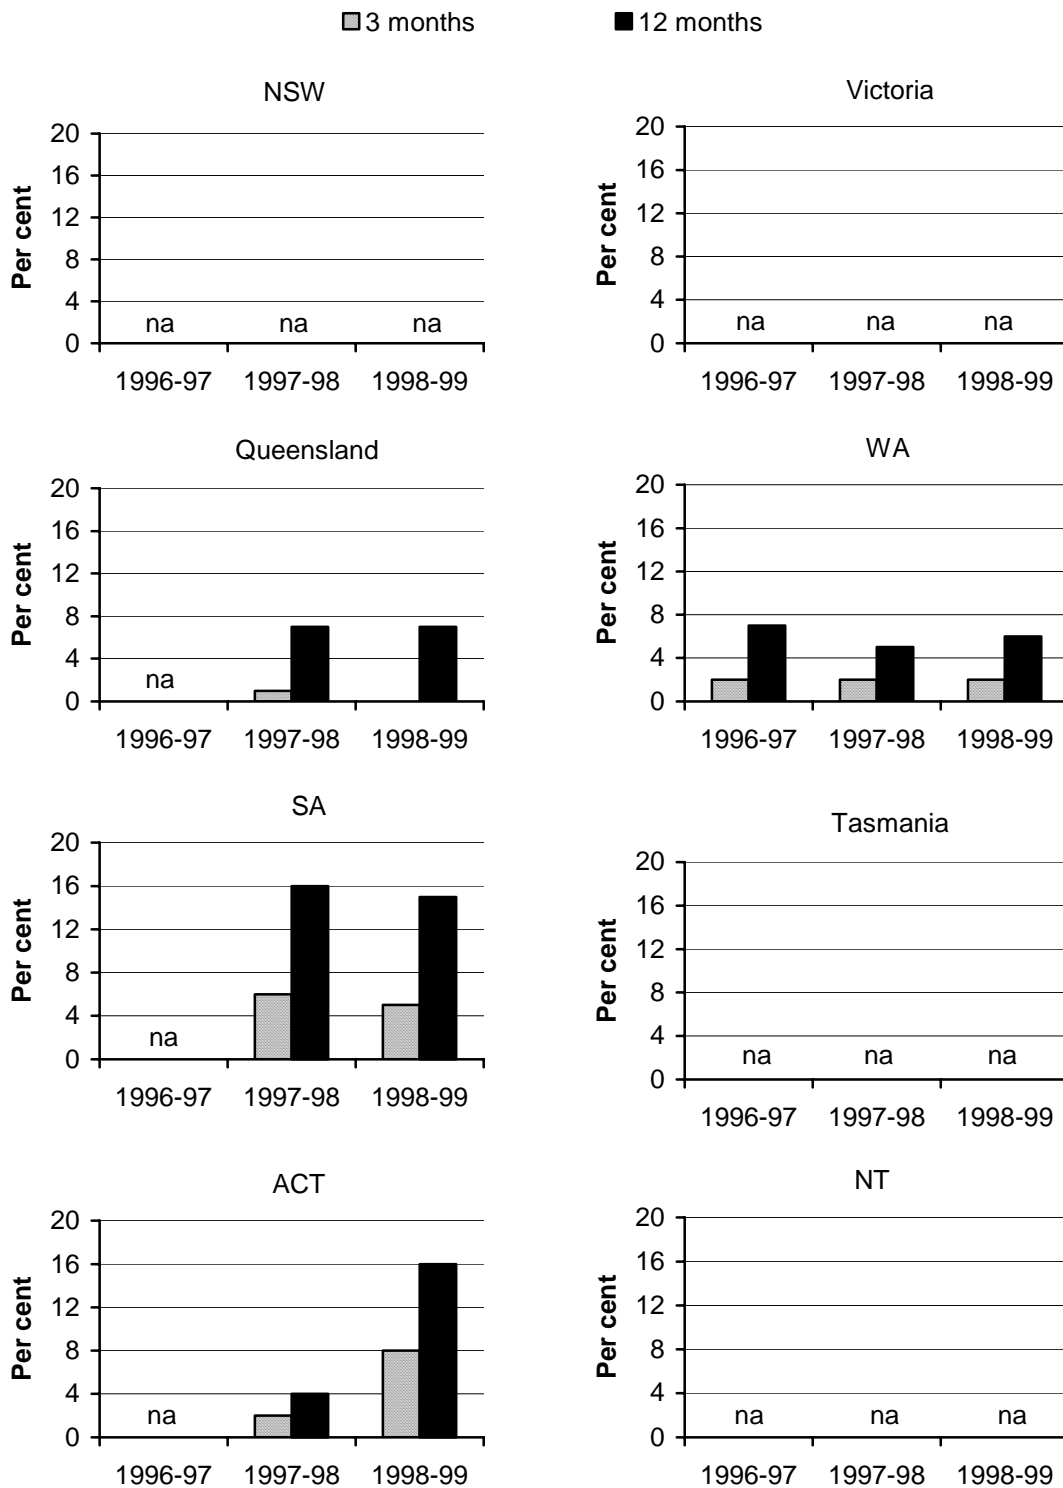 3 months
12 months
NSW
Per cent
20
16
12
8
4
0
na na na
1996-97 1997-98 1998-99
Victoria
Per cent
20
16
12
8
4
0
na na na
1996-97 1997-98 1998-99
Queensland
Per cent
20
16
12
8
4
0
na
1996-97 1997-98 1998-99
WA
Per cent
20
16
12
8
4
0
1996-97 1997-98 1998-99
SA
Per cent
20
16
12
8
4
0
na
1996-97 1997-98 1998-99
Tasmania
Per cent
20
16
12
8
4
0
na na na
1996-97 1997-98 1998-99
ACT
Per cent
20
16
12
8
4
0
na
1996-97 1997-98 1998-99
NT
Per cent
20
16
12
8
4
0
na na na
1996-97 1997-98 1998-99